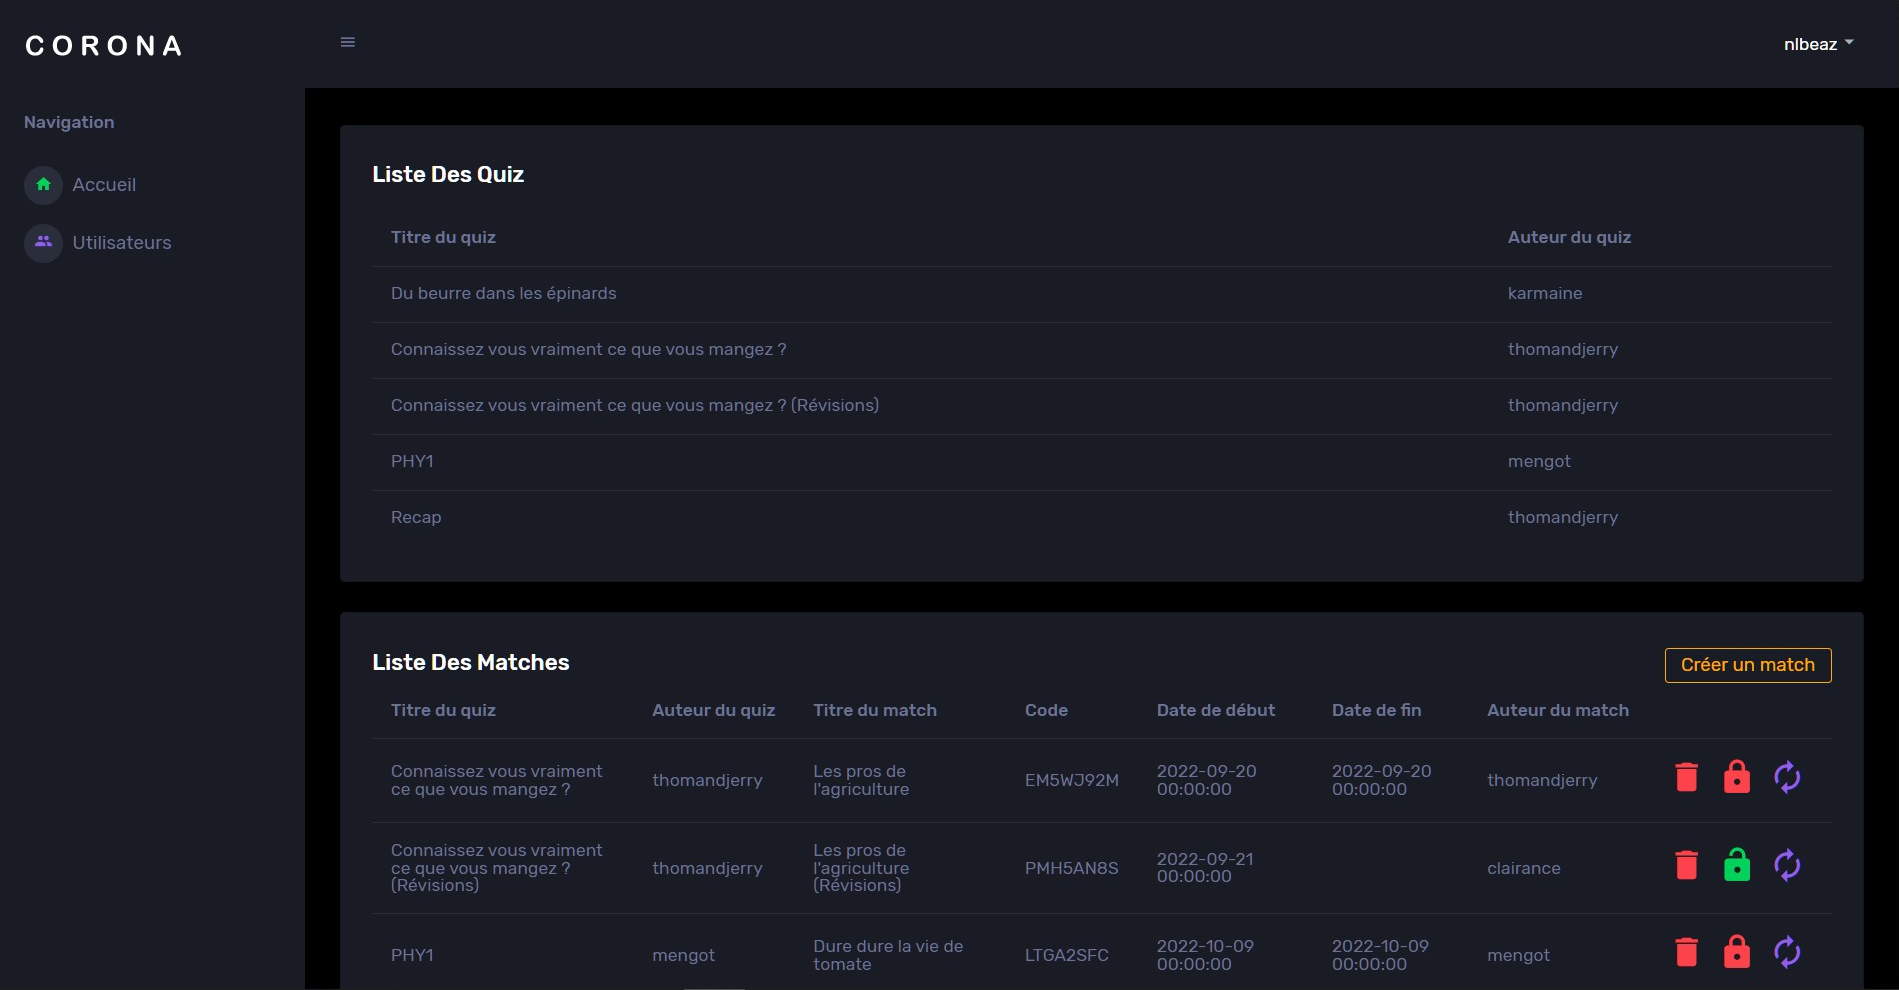 CORONA
nlbeaz
Navigation
Accueil
Utilisateurs
Liste Des Quiz
Titre du quiz Auteur du quiz
Du beurre dans les épinards karmaine
Connaissez vous vraiment ce que vous mangez ? thomandjerry
Connaissez vous vraiment ce que vous mangez ? (Révisions) thomandjerry
PHY1 mengot
Recap thomandjerry
Liste Des Matches
Créer un match
Titre du quiz Auteur du quiz Titre du match Code Date de début Date de fin Auteur du match
Connaissez vous vraiment
ce que vous mangez ?
thomandjerry
Les pros de
l'agriculture
EM5WJ92M
2022-09-20
00:00:00
2022-09-20
00:00:00
thomandjerry
Connaissez vous vraiment
ce que vous mangez ?
(Révisions)
thomandjerry
Les pros de
l'agriculture
(Révisions)
PMH5AN8S
2022-09-21
00:00:00
clairance
PHY1
mengot
Dure dure la vie de
tomate
LTGA2SFC
2022-10-09
00:00:00
2022-10-09
00:00:00
mengot